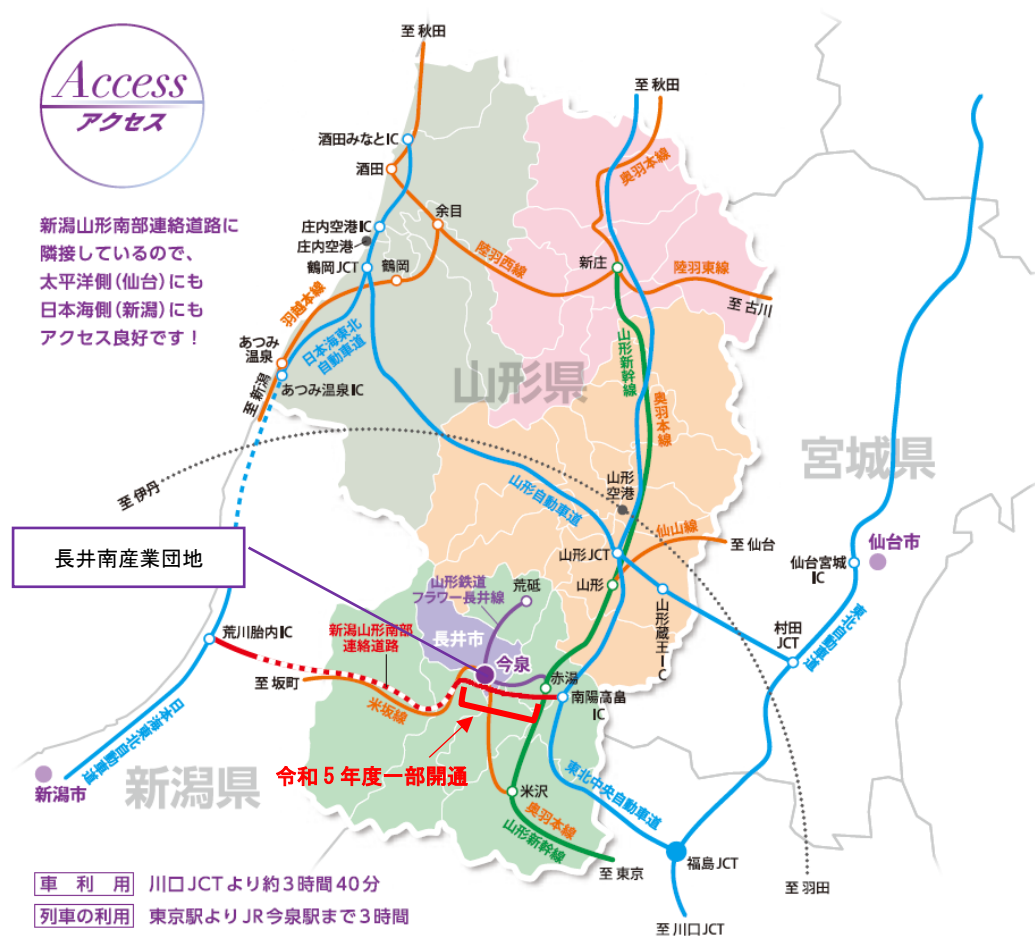 Access
アクセス
新潟山形南部連絡道路に
隣接しているので、
太平洋側(仙台)にも
日本海側(新潟)にも
アクセス良好です！
至 秋田
酒田みなとIC
酒田
庄内空港IC
庄内空港
鶴岡JCT
余目
鶴岡
羽越本線
日本海東北
自動車道
あつみ
温泉
あつみ温泉IC
至 新潟
陸羽西線
至 秋田
奥羽本線
新庄
陸羽東線
至 古川
山形新幹線
山形県
奥羽本線
宮城県
至 伊丹
山形自動車道
山形
空港
仙山線
至 仙台
山形JCT
山形
山形蔵王IC
仙台宮城
IC
仙台市
東北自動車道
村田
JCT
長井南産業団地
山形鉄道
フラワー長井線
荒砥
長井市
今泉
新潟山形南部
連絡道路
荒川胎内IC
至 坂町
米坂線
赤湯
南陽高畠
IC
令和５年度一部開通
日本海東北自動車道
新潟市
新潟県
米沢
奥羽本線
山形新幹線
東北中央自動車道
至 東京
福島JCT
至 羽田
至 川口JCT
車利用 川口JCTより約3時間40分
列車の利用 東京駅よりJR今泉駅まで3時間